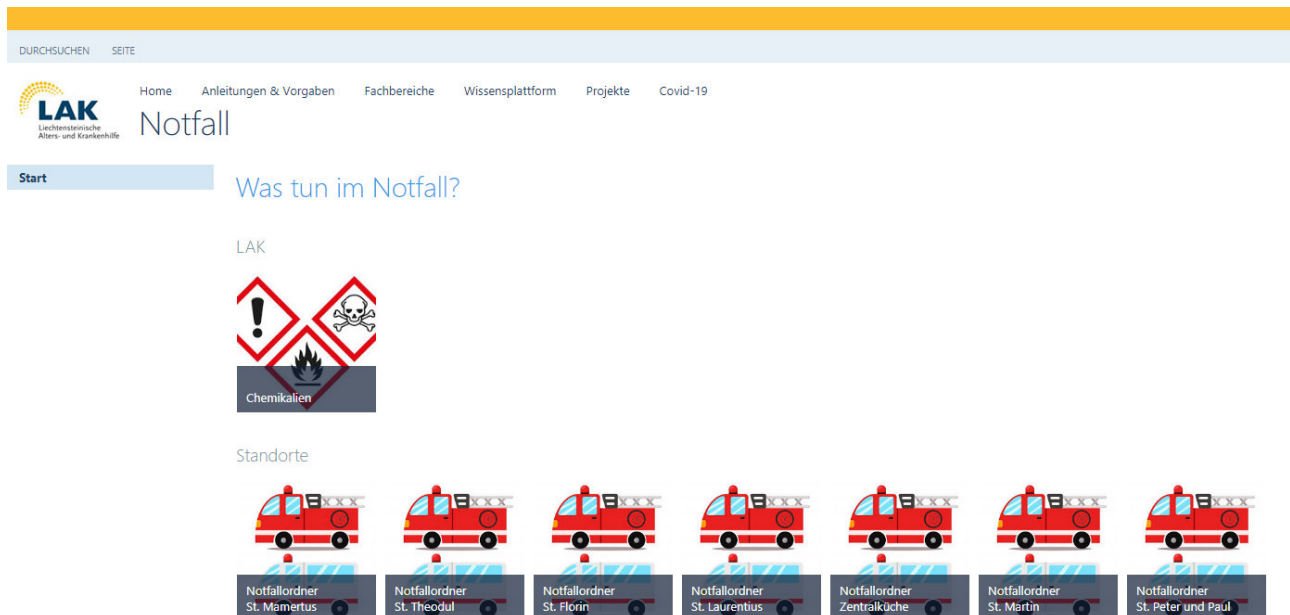 DURCHSUCHEN SEITE
LAK
Liechtensteinische
Alters- und Krankenhilfe
Home Anleitungen & Vorgaben Fachbereiche Wissensplattform Projekte Covid-19
Notfall
Start
Was tun im Notfall?
LAK
Chemikalien
Standorte
Notfallordner
St. Mamertus
Notfallordner
St. Theodul
Notfallordner
St. Florin
Notfallordner
St. Laurentius
Notfallordner
Zentralküche
Notfallordner
St. Martin
Notfallordner
St. Peter und Paul